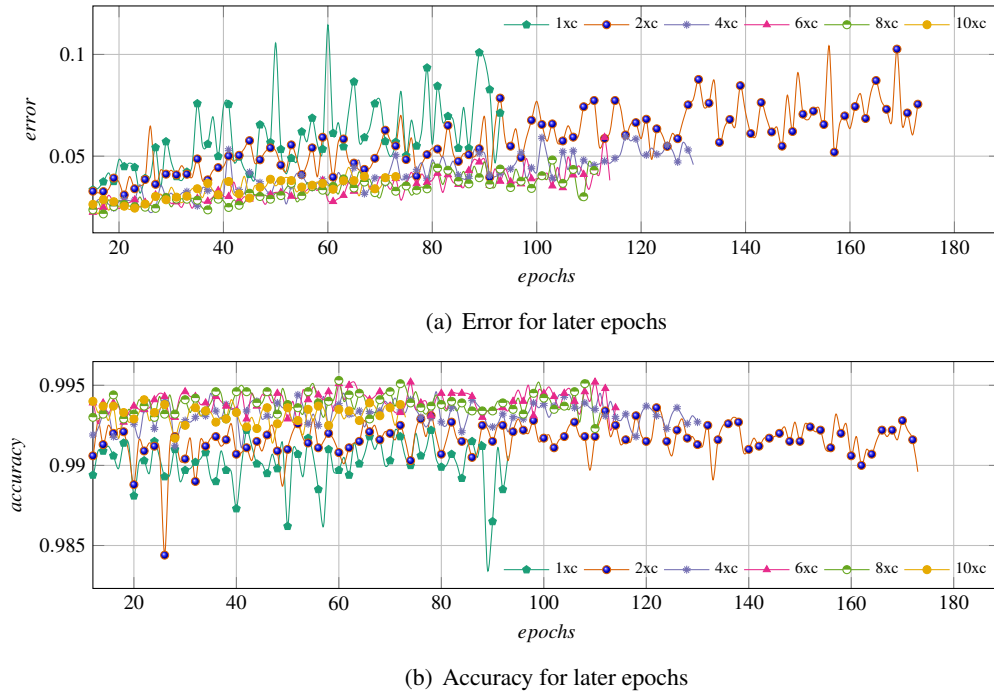 1xc 2xc 4xc 6xc 8xc 10xc
0.1
error
0.05
20 40 60 80 100 120 140 160 180
epochs
(a) Error for later epochs
0.995
0.99
accuracy
0.985
1xc 2xc 4xc 6xc 8xc 10xc
20 40 60 80 100 120 140 160 180
epochs
(b) Accuracy for later epochs